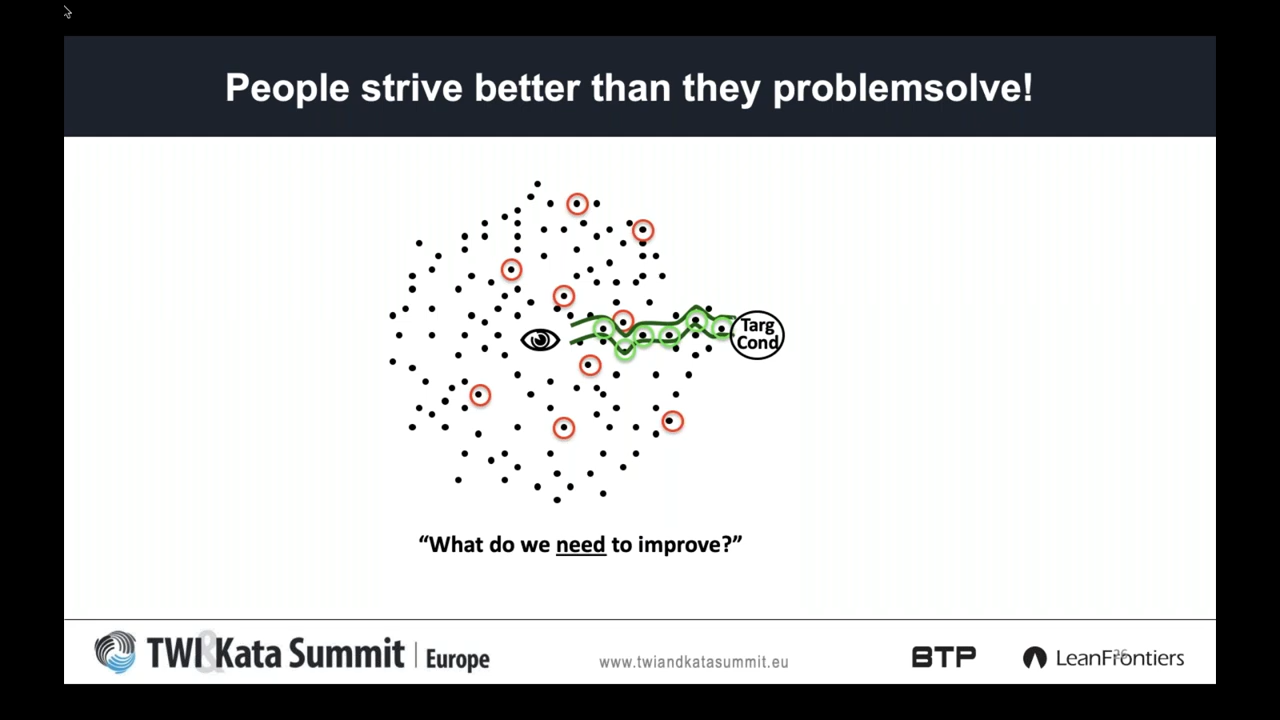 People strive better than they problemsolve!
Targ
Cond
“What do we need to improve?”
TWI&Kata Summit | Europe
www.twiandkatasummit.eu
BTP
LeanFrontiers
26